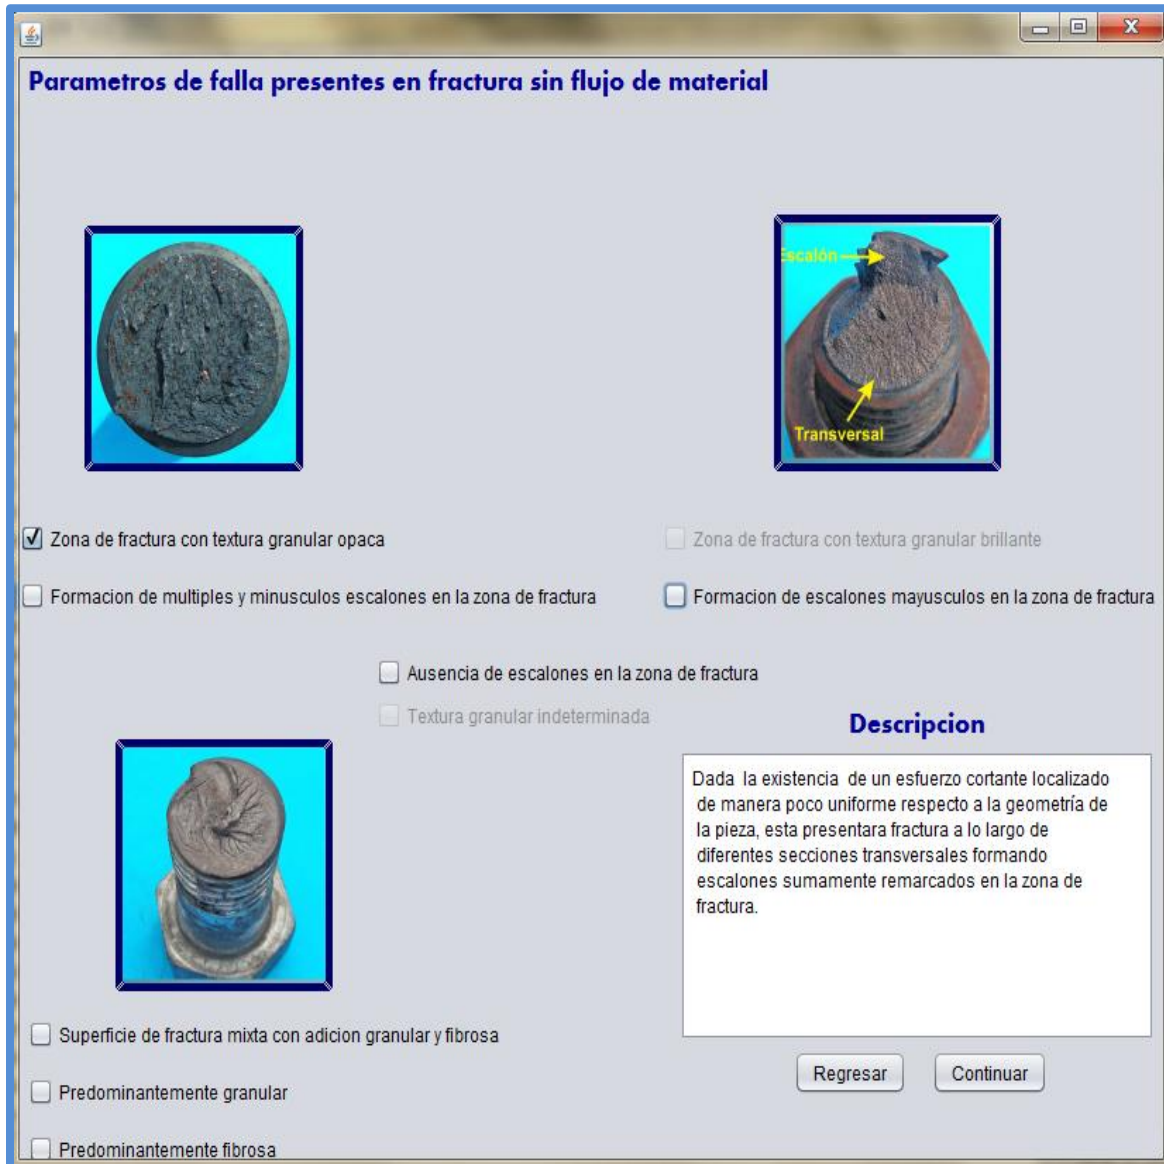 Parametros de falla presentes en fractura sin flujo de material
Escalón
Transversal
Zona de fractura con textura granular opaca
Zona de fractura con textura granular brillante
Formacion de multiples y minusculos escalones en la zona de fractura
Formacion de escalones mayusculos en la zona de fractura
Ausencia de escalones en la zona de fractura
Textura granular indeterminada
Descripcion
Dada la existencia de un esfuerzo cortante localizado
de manera poco uniforme respecto a la geometría de
la pieza, esta presentara fractura a lo largo de
diferentes secciones transversales formando
escalones sumamente remarcados en la zona de
fractura.
Superficie de fractura mixta con adicion granular y fibrosa
Regresar
Continuar
Predominantemente granular
Predominantemente fibrosa